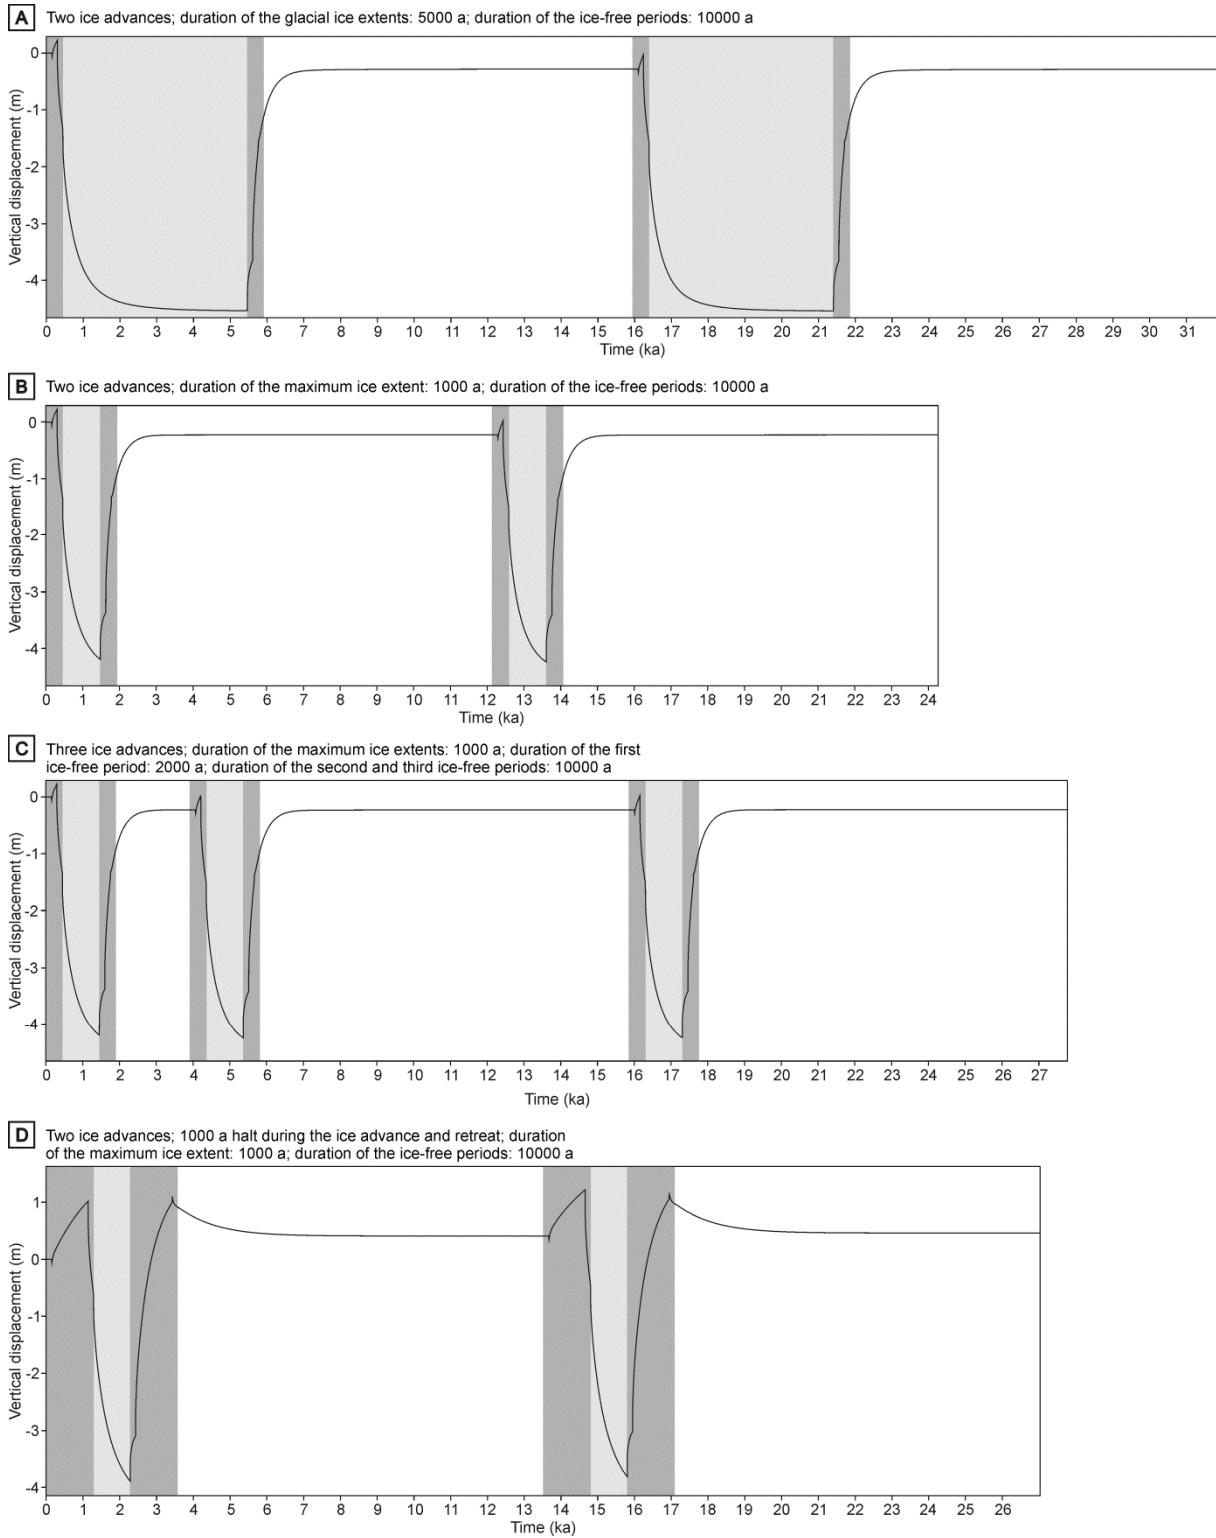 A Two ice advances; duration of the glacial ice extents: 5000 a; duration of the ice-free periods: 10000 a
0
-1
-2
-3
-4
Vertical displacement (m)
0 1 2 3 4 5 6 7 8 9 10 11 12 13 14 15 16 17 18 19 20 21 22 23 24 25 26 27 28 29 30 31
Time (ka)
B Two ice advances; duration of the maximum ice extent: 1000 a; duration of the ice-free periods: 10000 a
0
-1
-2
-3
-4
Vertical displacement (m)
0 1 2 3 4 5 6 7 8 9 10 11 12 13 14 15 16 17 18 19 20 21 22 23 24
Time (ka)
C Three ice advances; duration of the maximum ice extents: 1000 a; duration of the first
ice-free period: 2000 a; duration of the second and third ice-free periods: 10000 a
0
-1
-2
-3
-4
Vertical displacement (m)
0 1 2 3 4 5 6 7 8 9 10 11 12 13 14 15 16 17 18 19 20 21 22 23 24 25 26 27
Time (ka)
D Two ice advances; 1000 a halt during the ice advance and retreat; duration
of the maximum ice extent: 1000 a; duration of the ice-free periods: 10000 a
1
0
-1
-2
-3
-4
Vertical displacement (m)
0 1 2 3 4 5 6 7 8 9 10 11 12 13 14 15 16 17 18 19 20 21 22 23 24 25 26
Time (ka)